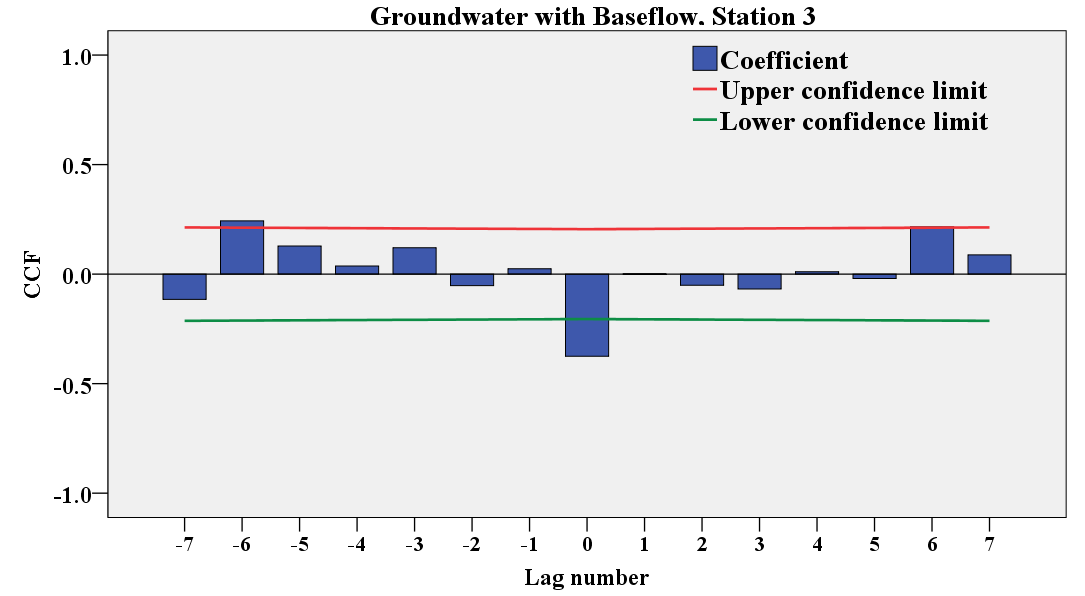 Groundwater with Baseflow, Station 3
Coefficient
Upper confidence limit
Lower confidence limit
CCF
1.0
0.5
0.0
-0.5
-1.0
-7 -6 -5 -4 -3 -2 -1 0 1 2 3 4 5 6 7
Lag number